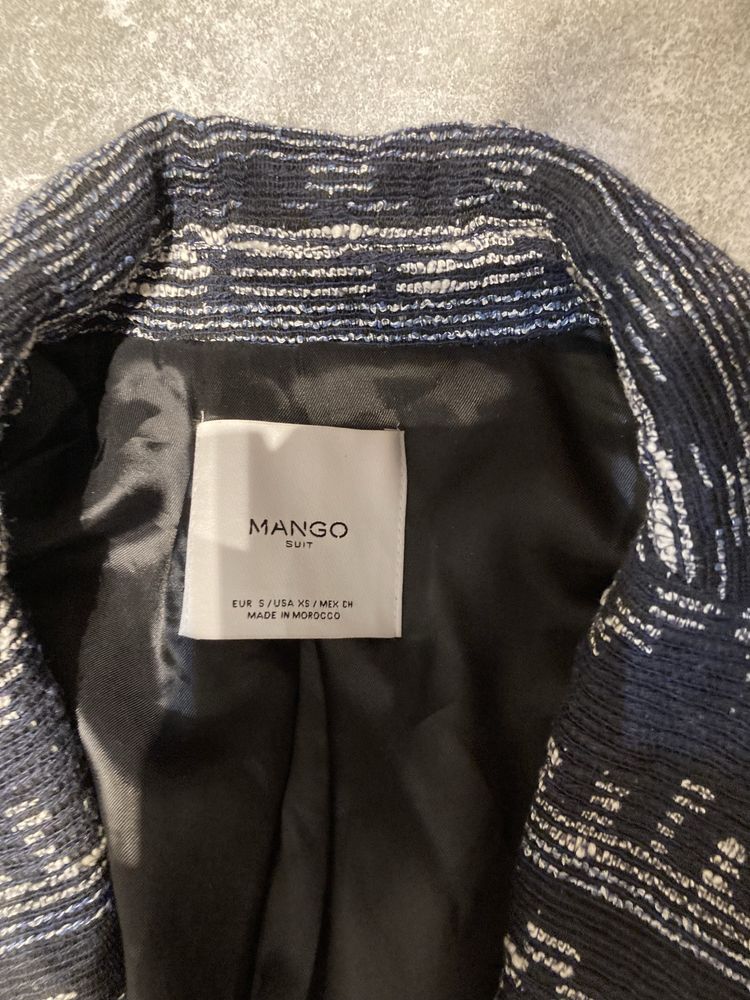 MANGO
SUIT
EUR S / USA XS / MEX CH
MADE IN MOROCCO